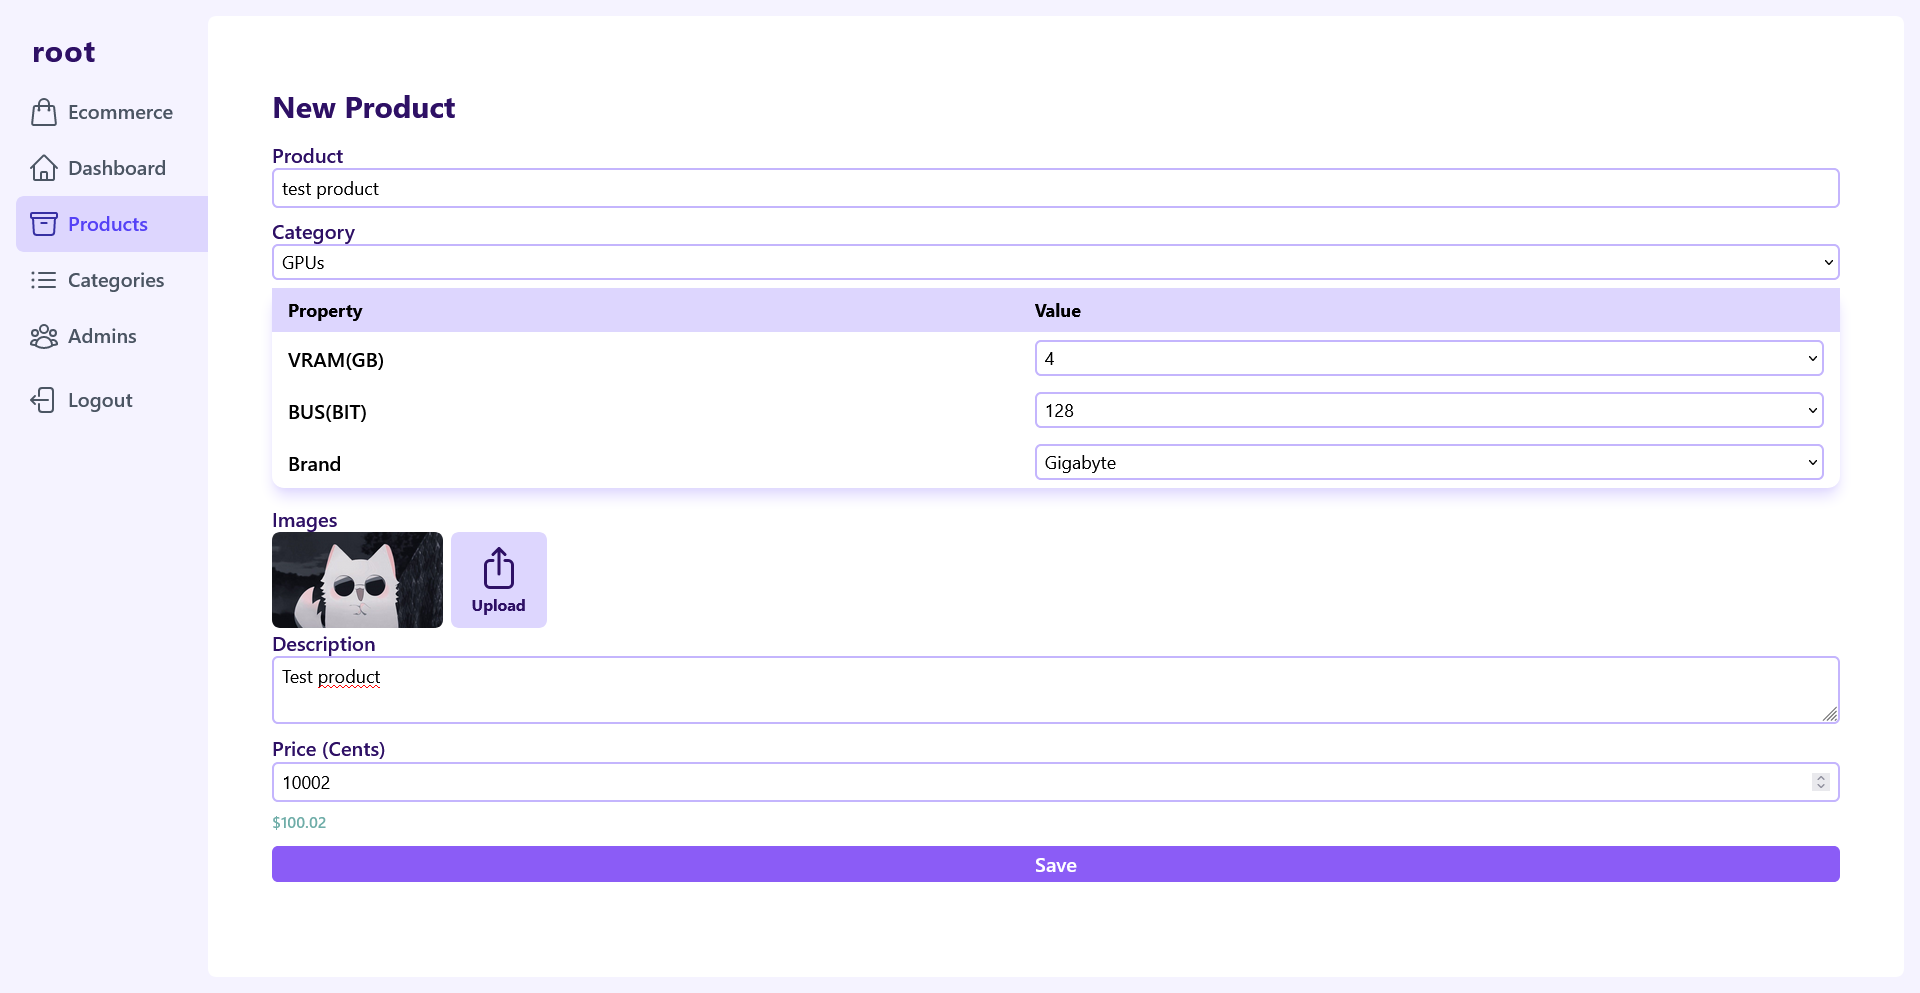 root
Ecommerce
Dashboard
Products
Categories
Admins
Logout
New Product
Product
test product
Category
GPUs
Property Value
VRAM(GB) 4
BUS(BIT) 128
Brand Gigabyte
Images
Upload
Description
Test product
Price (Cents)
10002
$100.02
Save